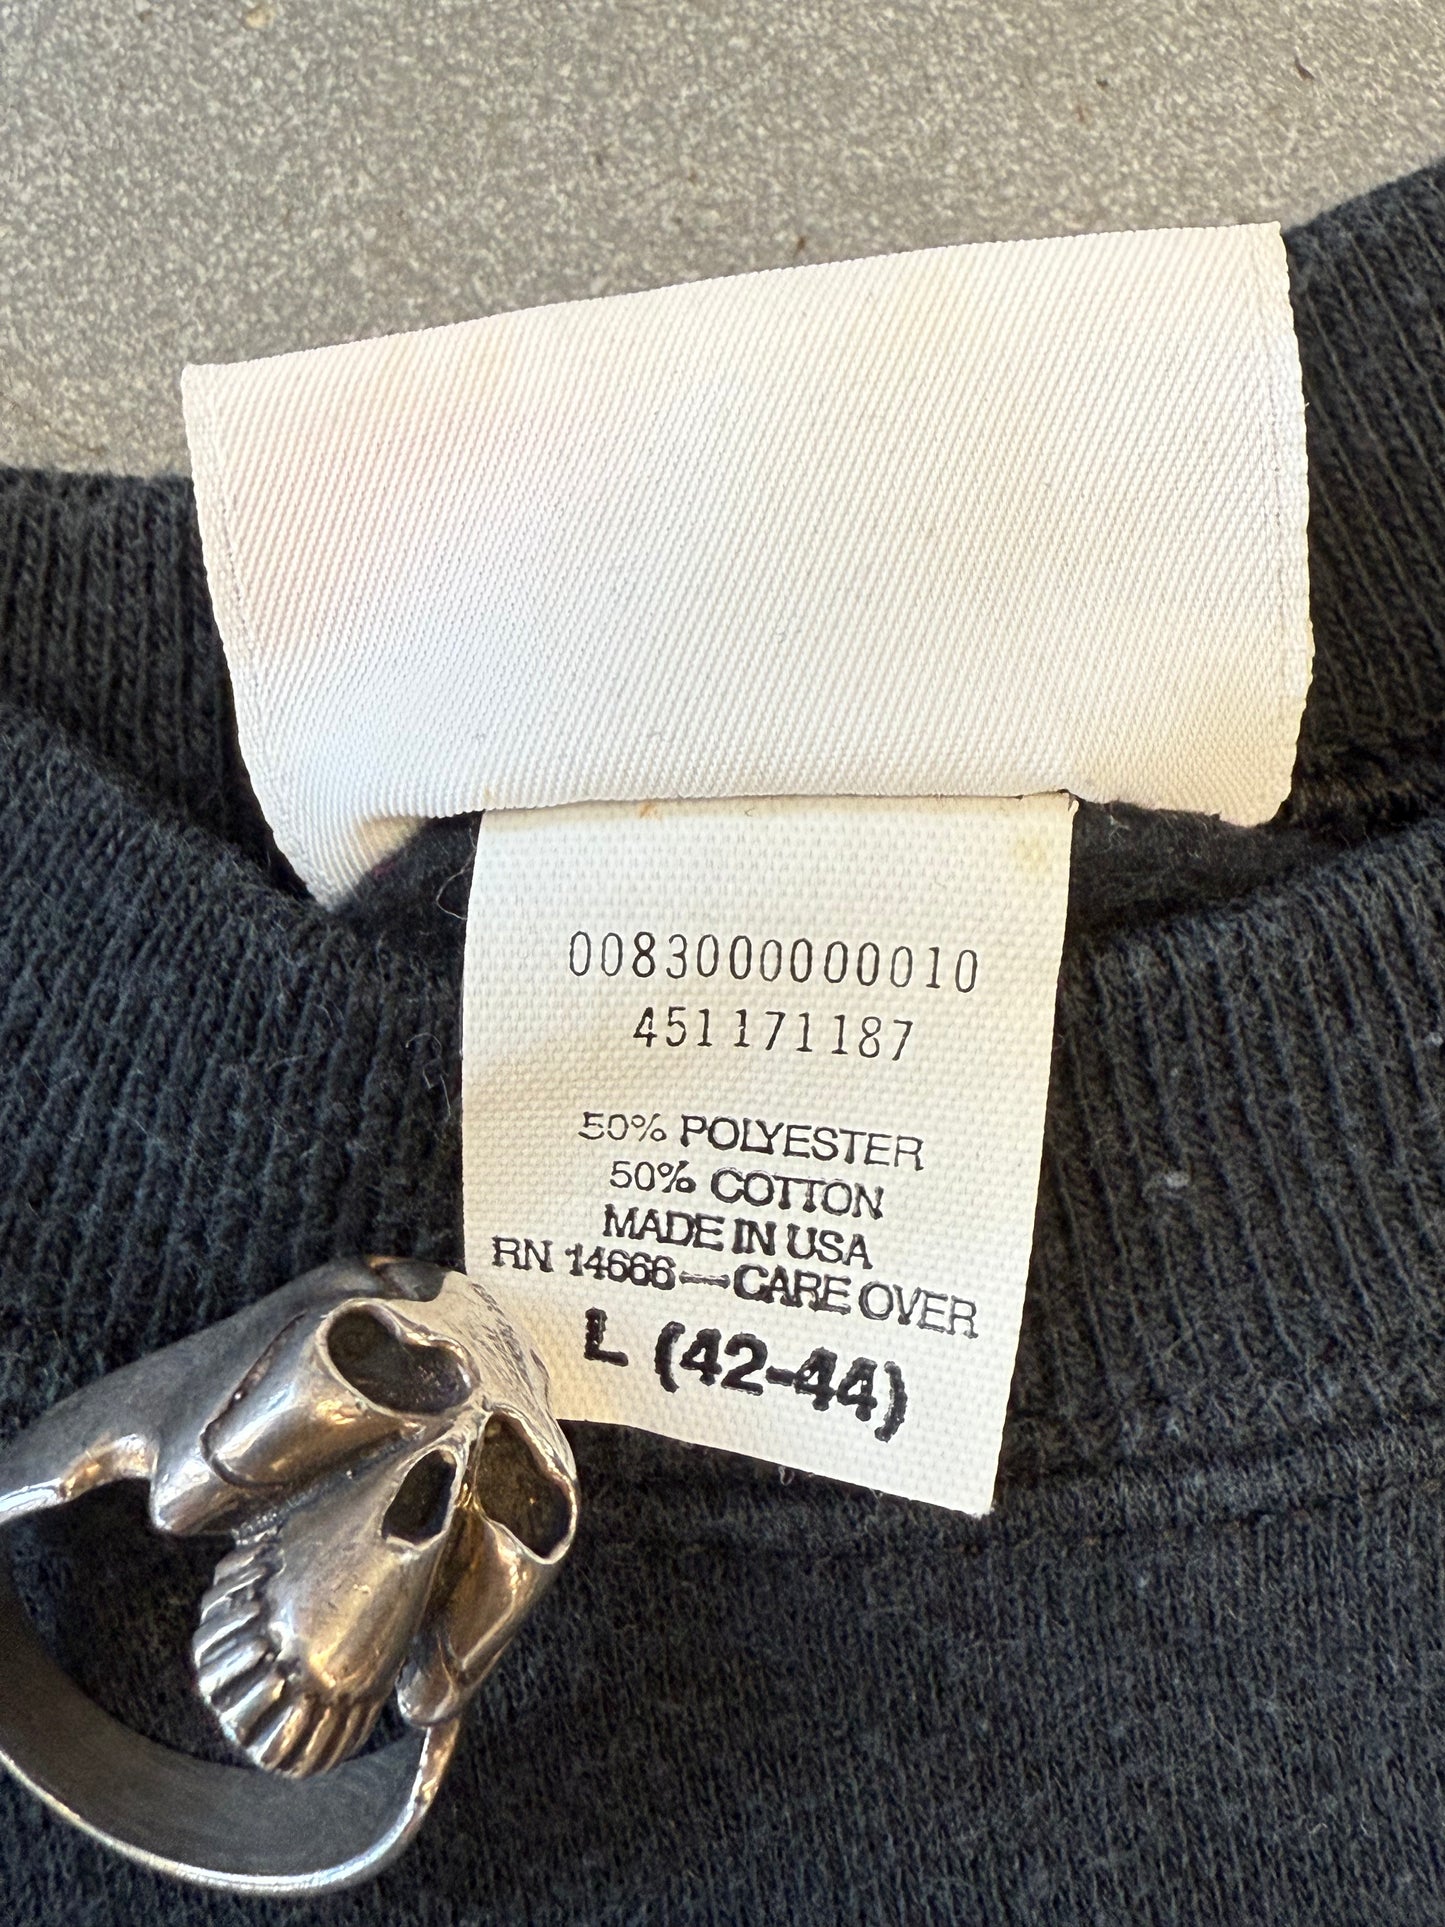 0083000000010
451171187
50% POLYESTER
50% COTTON
MADE IN USA
RN 14666—CARE OVER
L (42-44)